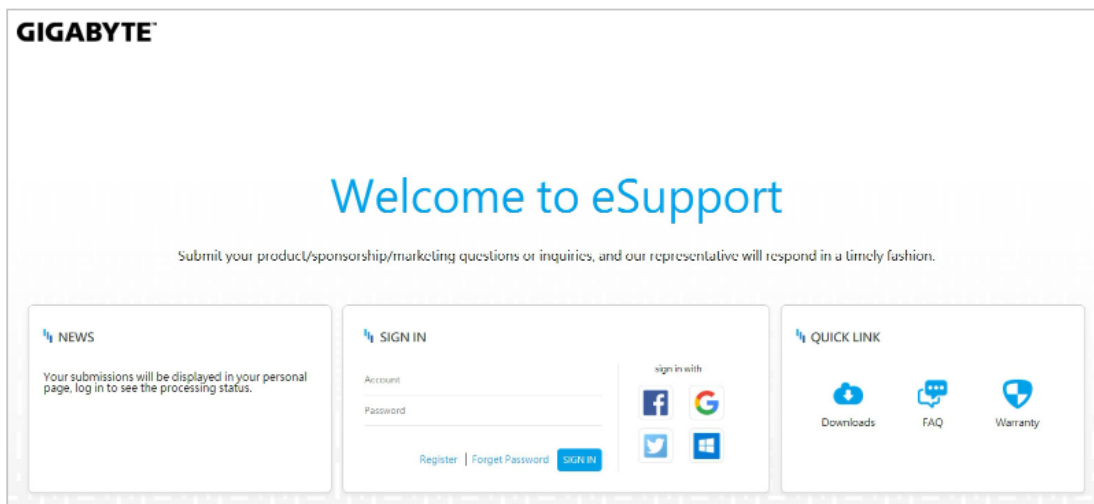 GIGABYTE™
Welcome to eSupport
Submit your product/sponsorship/marketing questions or inquiries, and our representative will respond in a timely fashion.
NEWS
Your submissions will be displayed in your personal
page, log in to see the processing status.
SIGN IN
Account
Password
Register | Forget Password SIGN IN
sign in with
QUICK LINK
Downloads FAQ Warranty